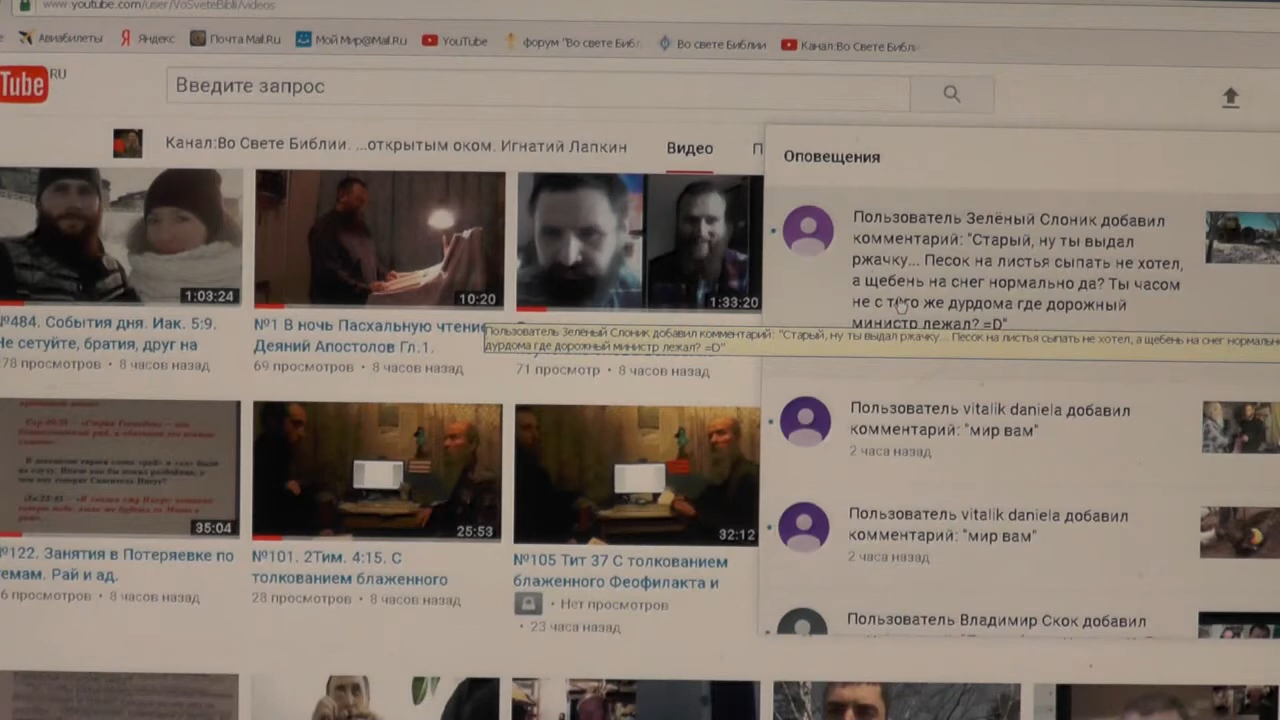 www.youtube.com/user/VoSveteBibli/videos
Авиабилеты
Яндекс
Почта Mail.Ru
Мой Мир@Mail.Ru
YouTube
форум "Во свете Библ
Во свете Библии
Канал:Во Свете Библ
Tube RU
Введите запрос
Канал:Во Свете Библии. ...открытым оком. Игнатий Лапкин
Видео
П
Оповещения
Пользователь Зелёный Слоник добавил
комментарий: "Старый, ну ты выдал
ржачку... Песок на листья сыпать не хотел,
а щебень на снег нормально да? Ты часом
не с того же дурдома где дорожный
министр лежал? =D"
Пользователь Зелёный Слоник добавил комментарий: "Старый, ну ты выдал ржачку... Песок на листья сыпать не хотел, а щебень на снег нормально
дурдома где дорожный министр лежал? =D"
Пользователь vitalik daniela добавил
комментарий: "мир вам"
2 часа назад
Пользователь vitalik daniela добавил
комментарий: "мир вам"
2 часа назад
Пользователь Владимир Скок добавил
1:03:24
№484. События дня. Иак. 5:9.
Не сетуйте, братия, друг на
278 просмотров • 8 часов назад
10:20
№1 В ночь Пасхальную чтение
Деяний Апостолов Гл.1.
69 просмотров • 8 часов назад
1:33:20
71 просмотр • 8 часов назад
35:04
№122. Занятия в Потеряевке по
темам. Рай и ад.
6 просмотров • 8 часов назад
25:53
№101. 2Тим. 4:15. С
толкованием блаженного
28 просмотров • 8 часов назад
32:12
№105 Тит 37 С толкованием
блаженного Феофилакта и
• Нет просмотров
• 23 часа назад